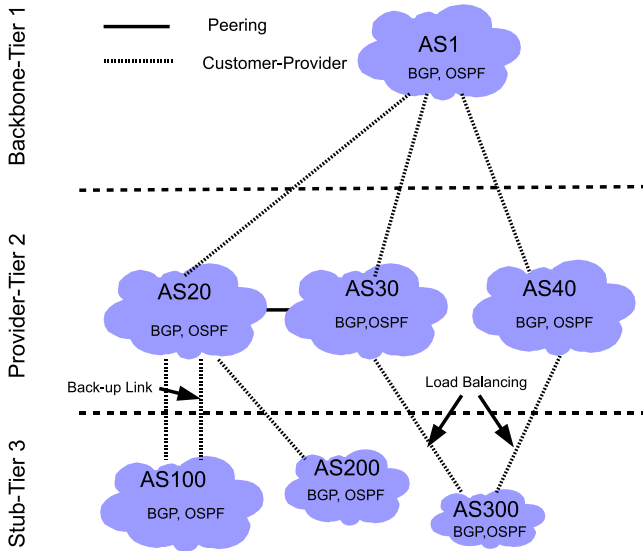 Backbone-Tier 1
Peering
Customer-Provider
AS1
BGP, OSPF
Provider-Tier 2
AS20
BGP, OSPF
AS30
BGP,OSPF
AS40
BGP, OSPF
Back-up Link
Load Balancing
Stub-Tier 3
AS100
BGP, OSPF
AS200
BGP, OSPF
AS300
BGP,OSPF